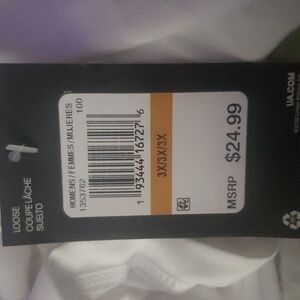 LOOSE
COUPE LÂCHE
SUELTO
WOMENS/FEMMES/MUJERES
1353762 100
1 93444 16727 6
3X/3X/3X
MSRP $24.99
UA.COM